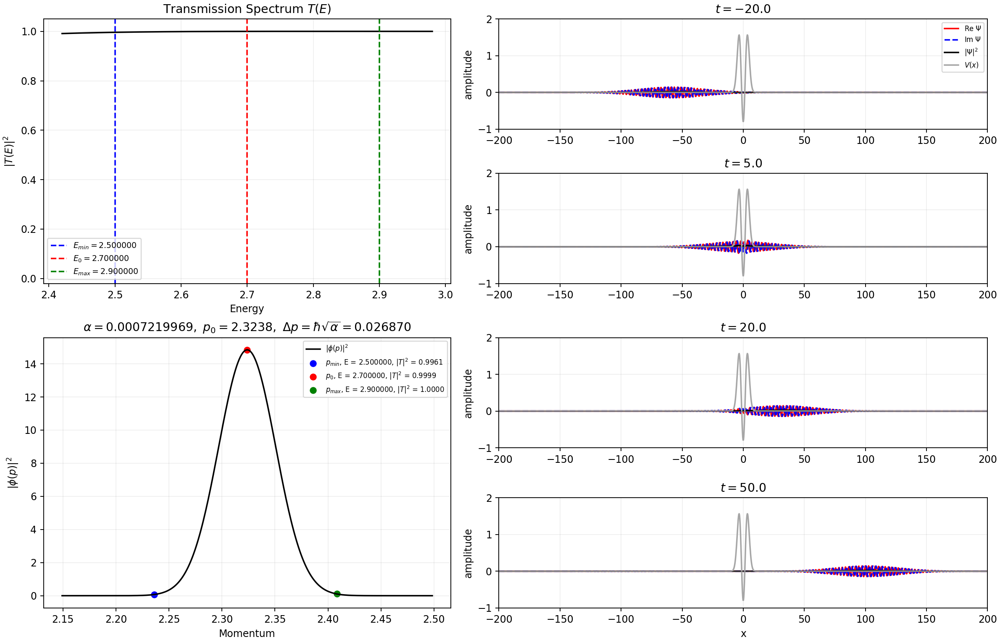 Transmission Spectrum T(E)
1.0
0.8
0.6
0.4
0.2
0.0
|T(E)|²
E_min = 2.500000
E_0 = 2.700000
E_max = 2.900000
2.4 2.5 2.6 2.7 2.8 2.9 3.0
Energy
α = 0.0007219969, p_0 = 2.3238, Δp = ħ√α = 0.026870
14
12
10
8
6
4
2
0
|ϕ(p)|²
|ϕ(p)|²
p_min, E = 2.500000, |T|² = 0.9961
p_0, E = 2.700000, |T|² = 0.9999
p_max, E = 2.900000, |T|² = 1.0000
2.15 2.20 2.25 2.30 2.35 2.40 2.45 2.50
Momentum
t = −20.0
2
1
0
−1
amplitude
Re Ψ
Im Ψ
|Ψ|²
V(x)
−200 −150 −100 −50 0 50 100 150 200
t = 5.0
2
1
0
−1
amplitude
−200 −150 −100 −50 0 50 100 150 200
t = 20.0
2
1
0
−1
amplitude
−200 −150 −100 −50 0 50 100 150 200
t = 50.0
2
1
0
−1
amplitude
−200 −150 −100 −50 0 50 100 150 200
x